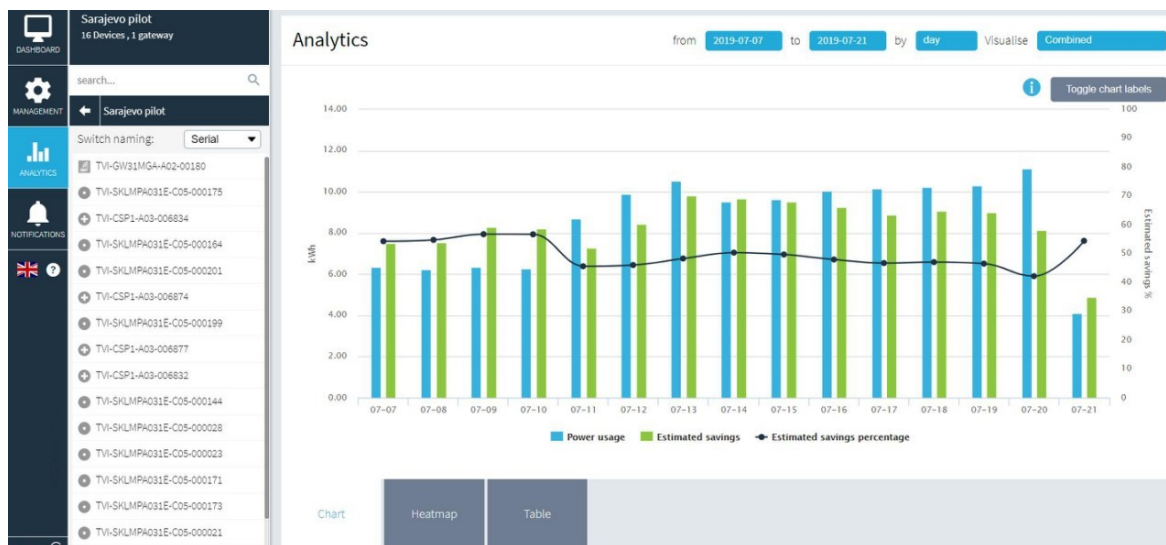 DASHBOARD
MANAGEMENT
ANALYTICS
NOTIFICATIONS
?
Sarajevo pilot
16 Devices , 1 gateway
search...
Sarajevo pilot
Switch naming:
Serial
TVI-GW31MGA-A02-00180
TVI-SKLMPA031E-C05-000175
TVI-CSP1-A03-006834
TVI-SKLMPA031E-C05-000164
TVI-SKLMPA031E-C05-000201
TVI-CSP1-A03-006874
TVI-SKLMPA031E-C05-000199
TVI-CSP1-A03-006877
TVI-CSP1-A03-006832
TVI-SKLMPA031E-C05-000144
TVI-SKLMPA031E-C05-000028
TVI-SKLMPA031E-C05-000023
TVI-SKLMPA031E-C05-000171
TVI-SKLMPA031E-C05-000173
TVI-SKLMPA031E-C05-000021
Analytics
from 2019-07-07 to 2019-07-21 by day Visualise Combined
i
Toggle chart labels
14.00
12.00
10.00
8.00
6.00
4.00
2.00
0.00
kWh
100
90
80
70
60
50
40
30
20
10
0
Estimated savings %
07-07 07-08 07-09 07-10 07-11 07-12 07-13 07-14 07-15 07-16 07-17 07-18 07-19 07-20 07-21
Power usage Estimated savings Estimated savings percentage
Chart Heatmap Table